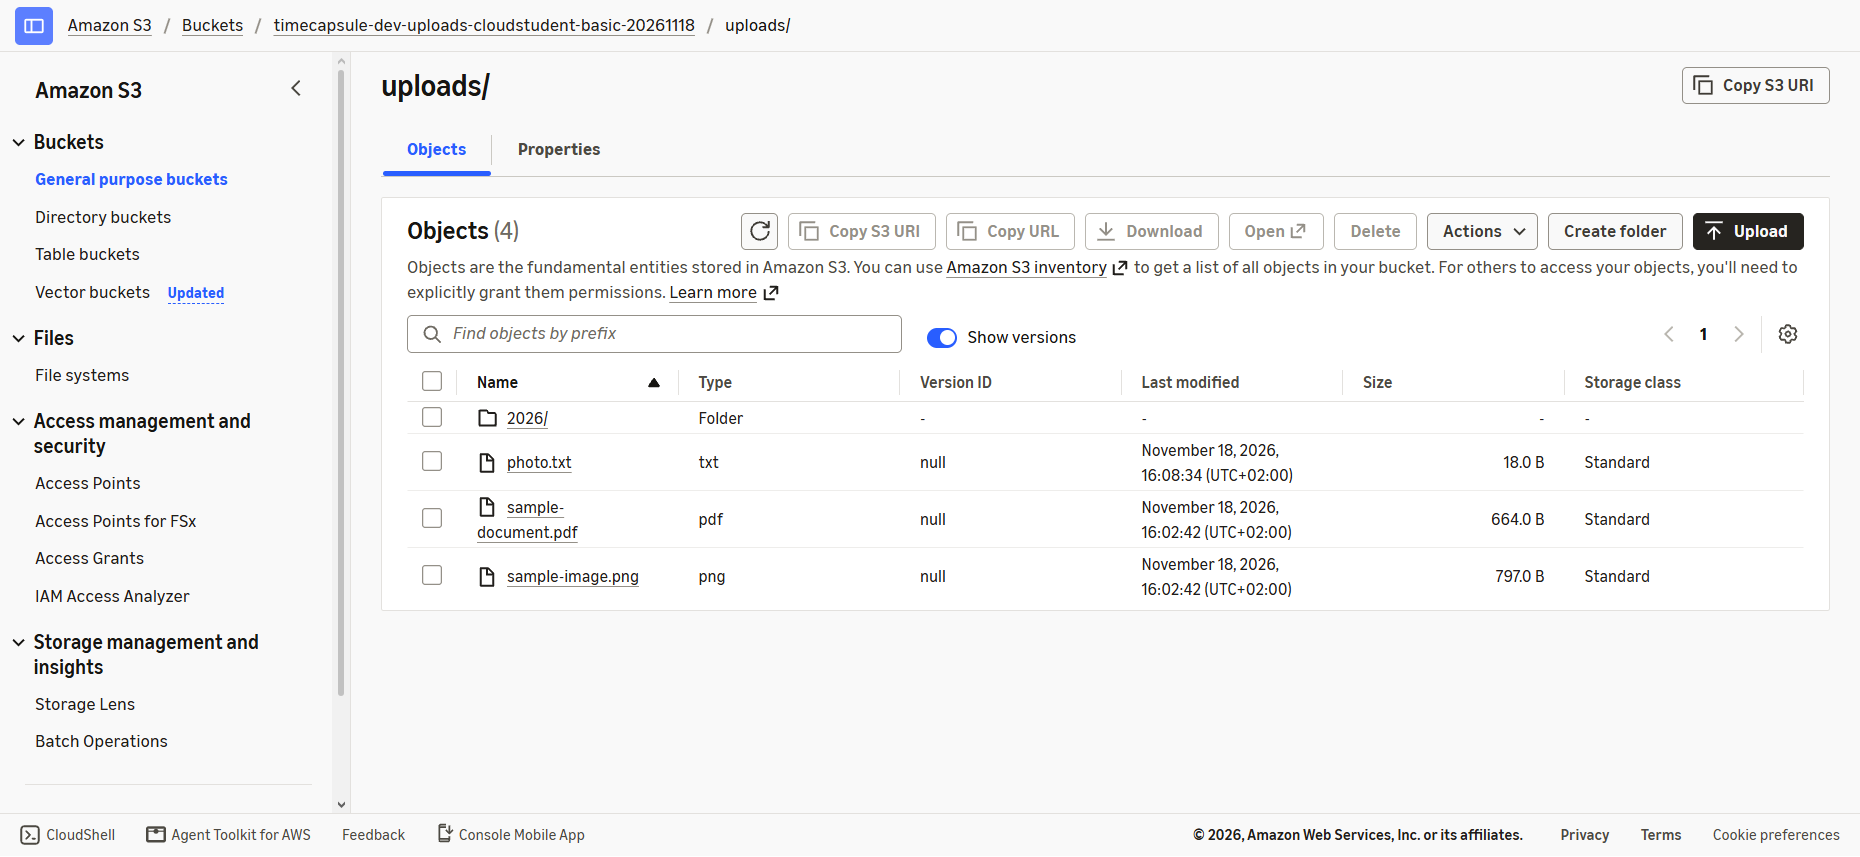 Amazon S3 / Buckets / timecapsule-dev-uploads-cloudstudent-basic-20261118 / uploads/
Amazon S3
Buckets
General purpose buckets
Directory buckets
Table buckets
Vector buckets Updated
Files
File systems
Access management and
security
Access Points
Access Points for FSx
Access Grants
IAM Access Analyzer
Storage management and
insights
Storage Lens
Batch Operations
uploads/
Copy S3 URI
Objects Properties
Objects (4)
Copy S3 URI Copy URL Download Open Delete Actions Create folder Upload
Objects are the fundamental entities stored in Amazon S3. You can use Amazon S3 inventory to get a list of all objects in your bucket. For others to access your objects, you'll need to
explicitly grant them permissions. Learn more
Find objects by prefix Show versions 1
Name Type Version ID Last modified Size Storage class
2026/ Folder - - - -
photo.txt txt null November 18, 2026, 18.0 B Standard
16:08:34 (UTC+02:00)
sample- pdf null November 18, 2026, 664.0 B Standard
document.pdf 16:02:42 (UTC+02:00)
sample-image.png png null November 18, 2026, 797.0 B Standard
16:02:42 (UTC+02:00)
CloudShell Agent Toolkit for AWS Feedback Console Mobile App © 2026, Amazon Web Services, Inc. or its affiliates. Privacy Terms Cookie preferences